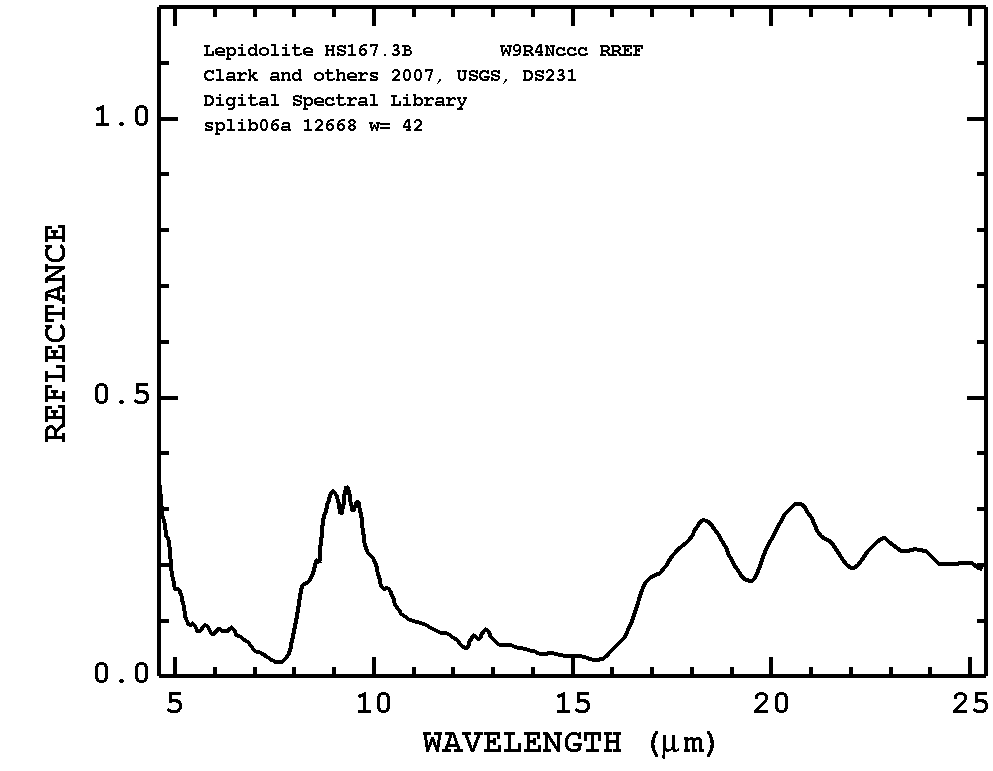 Lepidolite HS167.3B W9R4Nccc RREF
Clark and others 2007, USGS, DS231
Digital Spectral Library
splib06a 12668 w= 42
1.0
0.5
0.0
REFLECTANCE
5 10 15 20 25
WAVELENGTH (μm)